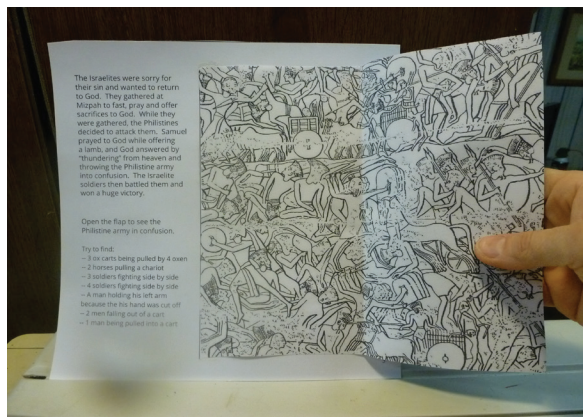 The Israelites were sorry for
their sin and wanted to return
to God. They gathered at
Mizpah to fast, pray and offer
sacrifices to God. While they
were gathered, the Philistines
decided to attack them. Samuel
prayed to God while offering
a lamb, and God answered by
"thundering" from heaven and
throwing the Philistine army
into confusion. The Israelite
soldiers then battled them and
won a huge victory.
Open the flap to see the
Philistine army in confusion.
Try to find:
-- 3 ox carts being pulled by 4 oxen
-- 2 horses pulling a chariot
-- 3 soldiers fighting side by side
-- 4 soldiers fighting side by side
-- A man holding his left arm
because the his hand was cut off
-- 2 men falling out of a cart
-- 1 man being pulled into a cart